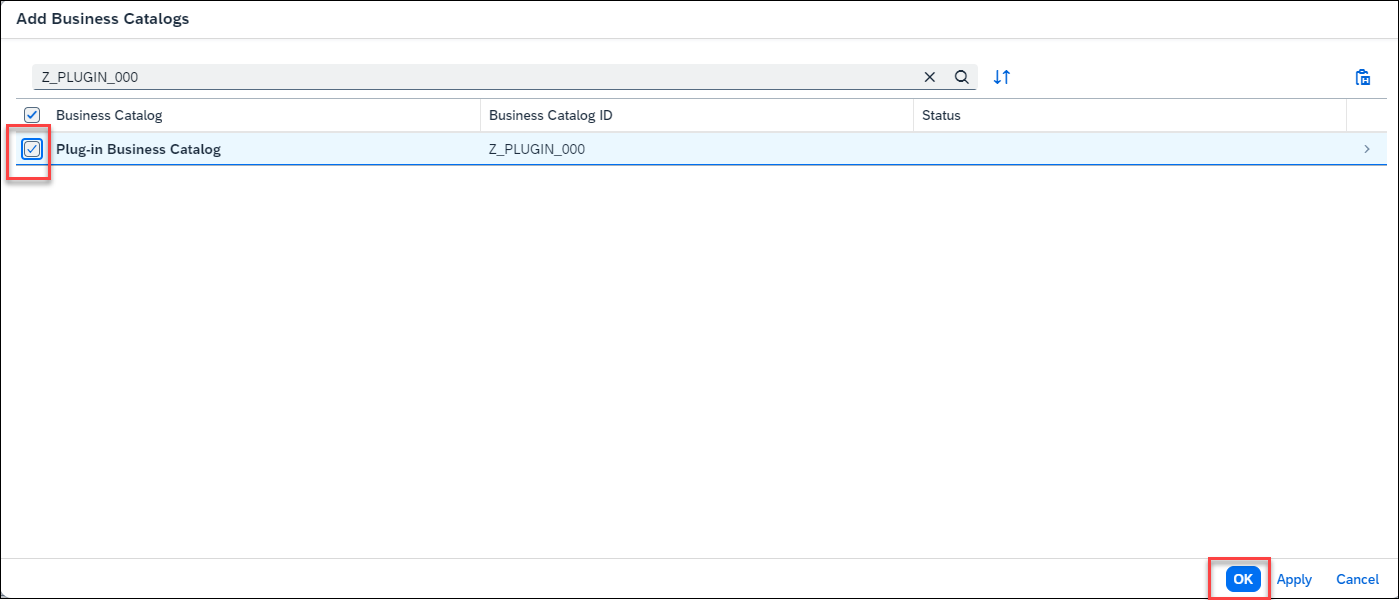 Add Business Catalogs
Z_PLUGIN_000
Business Catalog Business Catalog ID Status
Plug-in Business Catalog Z_PLUGIN_000
OK Apply Cancel